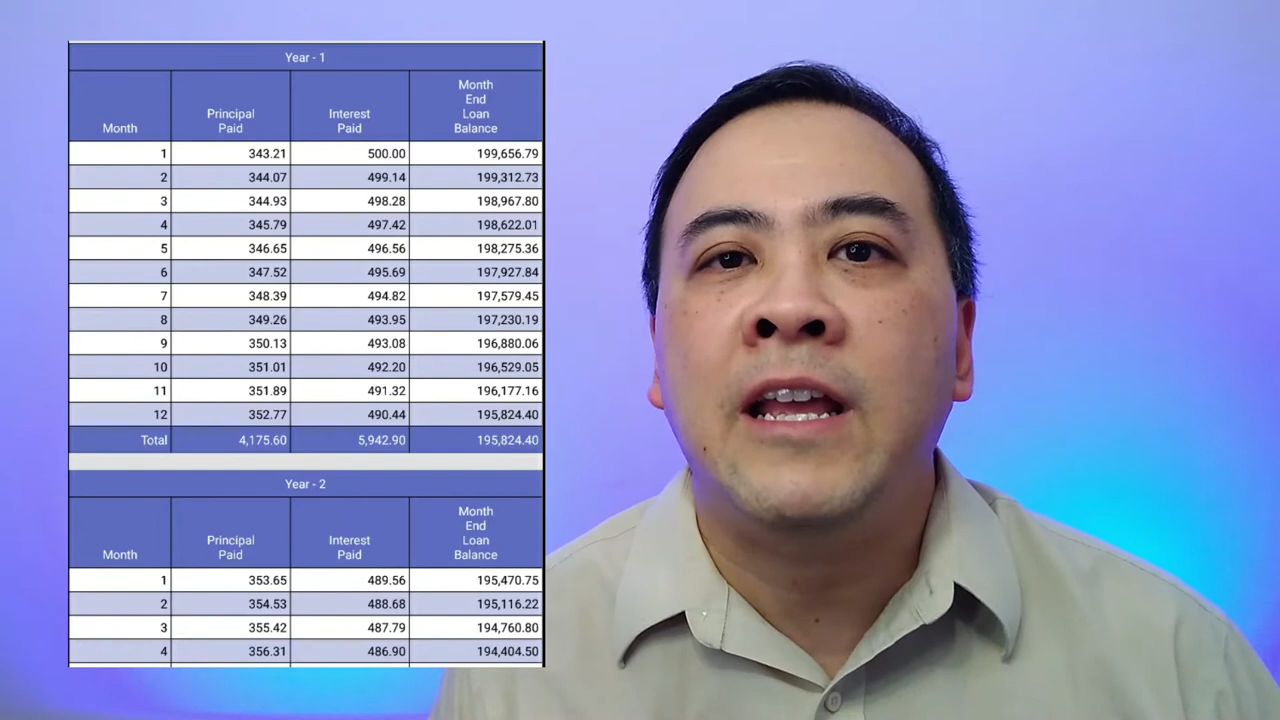 Year - 1
Month Principal Paid Interest Paid Month End Loan Balance
1 343.21 500.00 199,656.79
2 344.07 499.14 199,312.73
3 344.93 498.28 198,967.80
4 345.79 497.42 198,622.01
5 346.65 496.56 198,275.36
6 347.52 495.69 197,927.84
7 348.39 494.82 197,579.45
8 349.26 493.95 197,230.19
9 350.13 493.08 196,880.06
10 351.01 492.20 196,529.05
11 351.89 491.32 196,177.16
12 352.77 490.44 195,824.40
Total 4,175.60 5,942.90 195,824.40
Year - 2
Month Principal Paid Interest Paid Month End Loan Balance
1 353.65 489.56 195,470.75
2 354.53 488.68 195,116.22
3 355.42 487.79 194,760.80
4 356.31 486.90 194,404.50